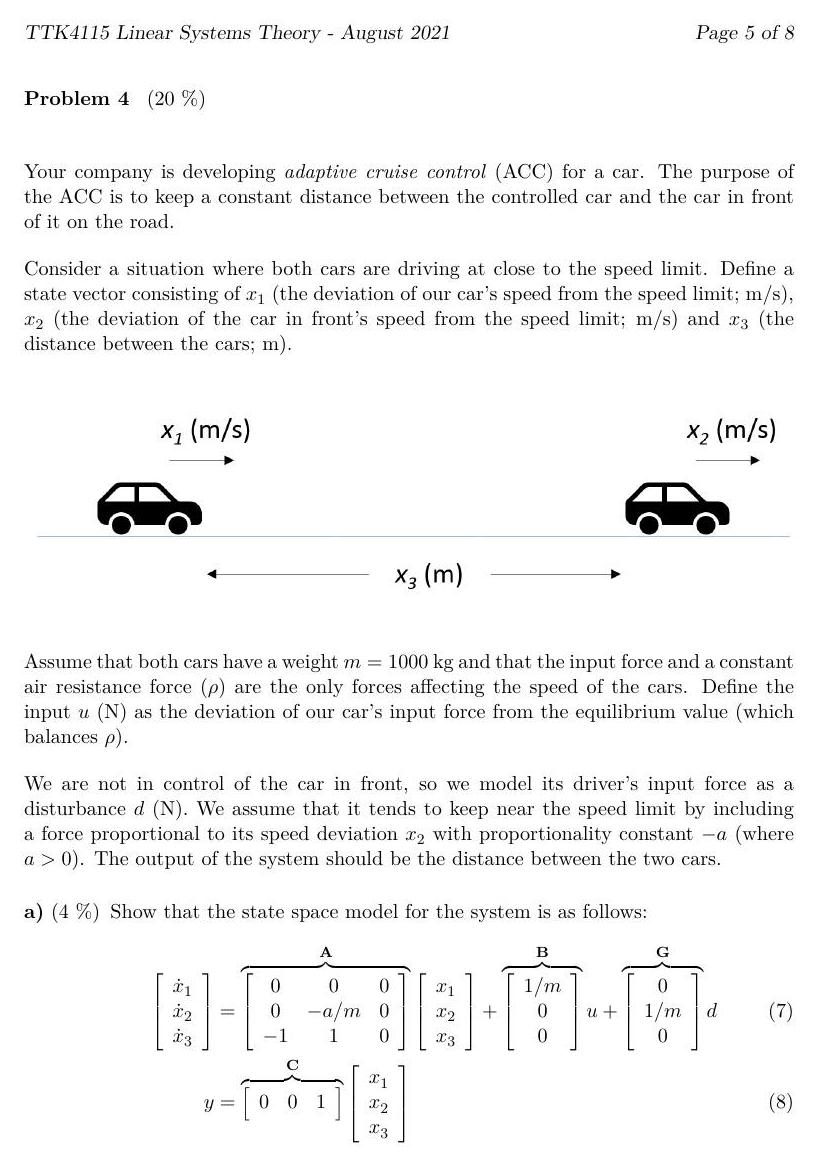 TTK4115 Linear Systems Theory - August 2021 Page 5 of 8
Problem 4 (20 %)
Your company is developing adaptive cruise control (ACC) for a car. The purpose of
the ACC is to keep a constant distance between the controlled car and the car in front
of it on the road.
Consider a situation where both cars are driving at close to the speed limit. Define a
state vector consisting of x₁ (the deviation of our car's speed from the speed limit; m/s),
x₂ (the deviation of the car in front's speed from the speed limit; m/s) and x₃ (the
distance between the cars; m).
x₁ (m/s) x₂ (m/s)
x₃ (m)
Assume that both cars have a weight m = 1000 kg and that the input force and a constant
air resistance force (ρ) are the only forces affecting the speed of the cars. Define the
input u (N) as the deviation of our car's input force from the equilibrium value (which
balances ρ).
We are not in control of the car in front, so we model its driver's input force as a
disturbance d (N). We assume that it tends to keep near the speed limit by including
a force proportional to its speed deviation x₂ with proportionality constant −a (where
a > 0). The output of the system should be the distance between the two cars.
a) (4 %) Show that the state space model for the system is as follows:
A B G
ẋ₁ 0 0 0 x₁ 1/m 0
ẋ₂ = 0 −a/m 0 x₂ + 0 u + 1/m d (7)
ẋ₃ −1 1 0 x₃ 0 0
C
x₁
y = [ 0 0 1 ] x₂ (8)
x₃